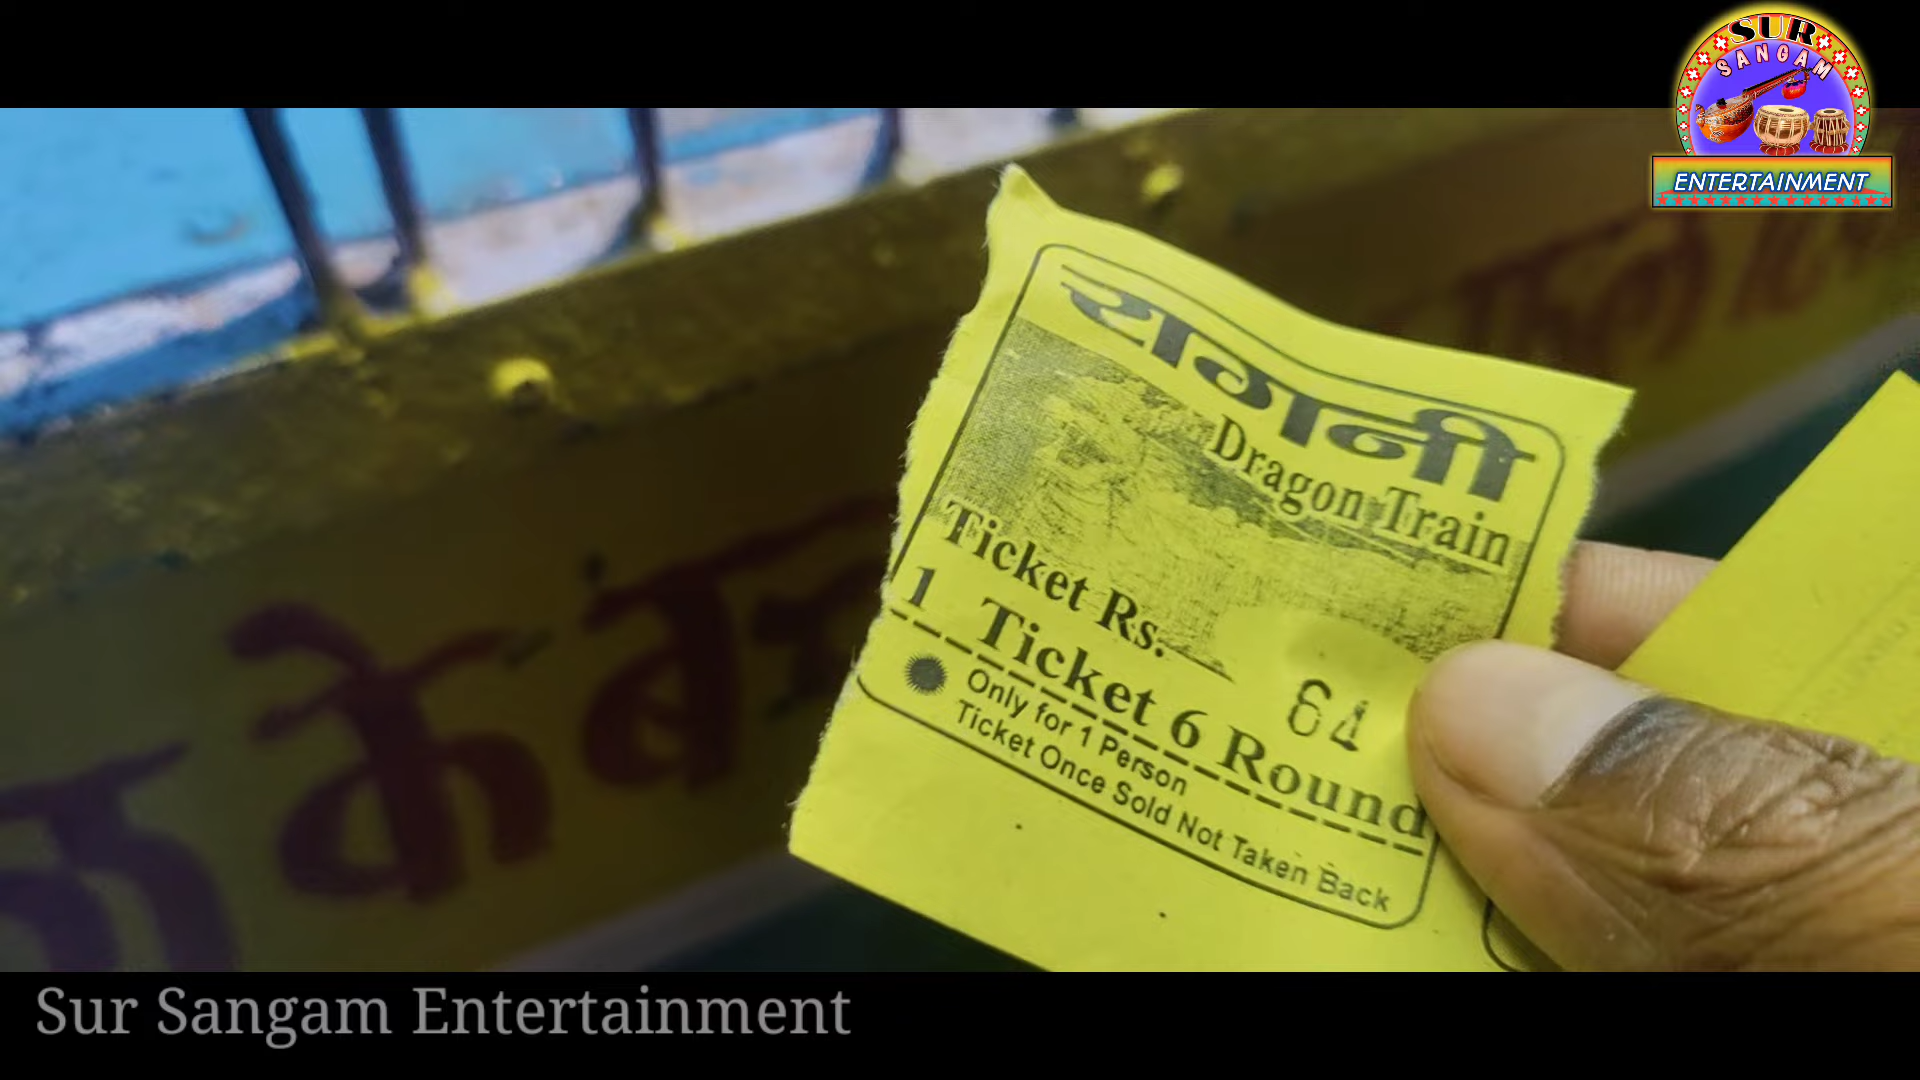 SUR
SANGAM
ENTERTAINMENT
रागनी
Dragon Train
Ticket Rs.
64
1 Ticket 6 Round
Only for 1 Person
Ticket Once Sold Not Taken Back
के
Sur Sangam Entertainment